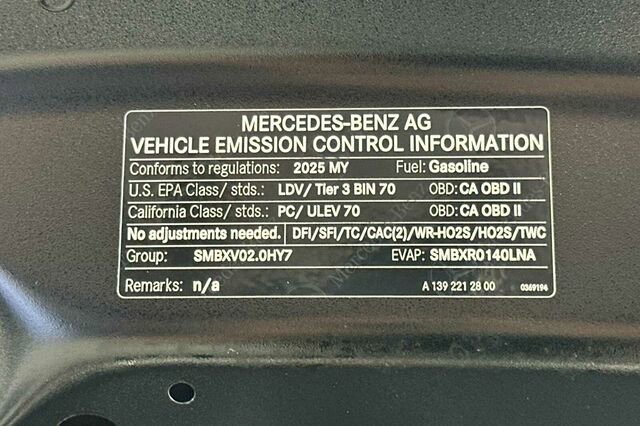 MERCEDES-BENZ AG
VEHICLE EMISSION CONTROL INFORMATION
Conforms to regulations: 2025 MY Fuel: Gasoline
U.S. EPA Class/ stds.: LDV/ Tier 3 BIN 70 OBD: CA OBD II
California Class/ stds.: PC/ ULEV 70 OBD: CA OBD II
No adjustments needed. DFI/SFI/TC/CAC(2)/WR-HO2S/HO2S/TWC
Group: SMBXV02.0HY7 EVAP: SMBXR0140LNA
Remarks: n/a A 139 221 28 00 0369194